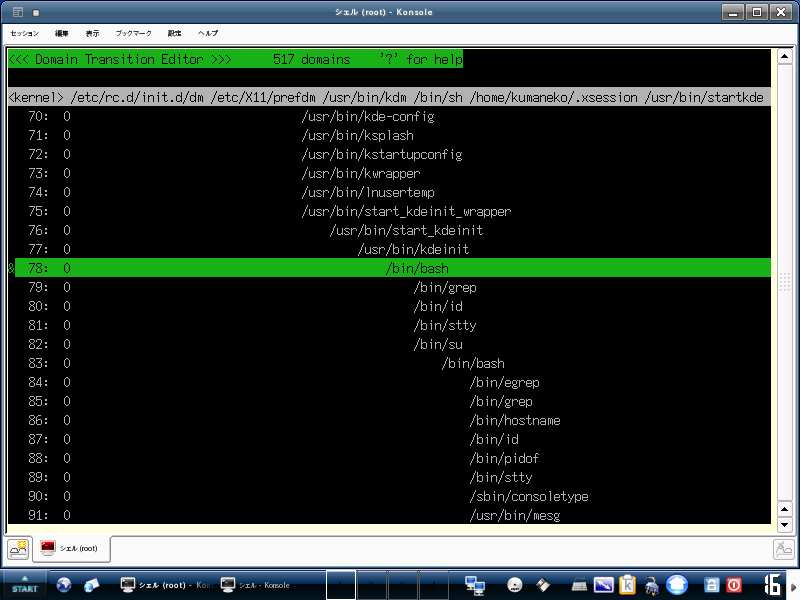 シェル (root) - Konsole
セッション 編集 表示 ブックマーク 設定 ヘルプ
<<< Domain Transition Editor >>> 517 domains '?' for help
<kernel> /etc/rc.d/init.d/dm /etc/X11/prefdm /usr/bin/kdm /bin/sh /home/kumaneko/.xsession /usr/bin/startkde
70: 0 /usr/bin/kde-config
71: 0 /usr/bin/ksplash
72: 0 /usr/bin/kstartupconfig
73: 0 /usr/bin/kwrapper
74: 0 /usr/bin/lnusertemp
75: 0 /usr/bin/start_kdeinit_wrapper
76: 0 /usr/bin/start_kdeinit
77: 0 /usr/bin/kdeinit
& 78: 0 /bin/bash
79: 0 /bin/grep
80: 0 /bin/id
81: 0 /bin/stty
82: 0 /bin/su
83: 0 /bin/bash
84: 0 /bin/egrep
85: 0 /bin/grep
86: 0 /bin/hostname
87: 0 /bin/id
88: 0 /bin/pidof
89: 0 /bin/stty
90: 0 /sbin/consoletype
91: 0 /usr/bin/mesg
シェル (root)
START シェル (root) - Kons シェル - Konsole